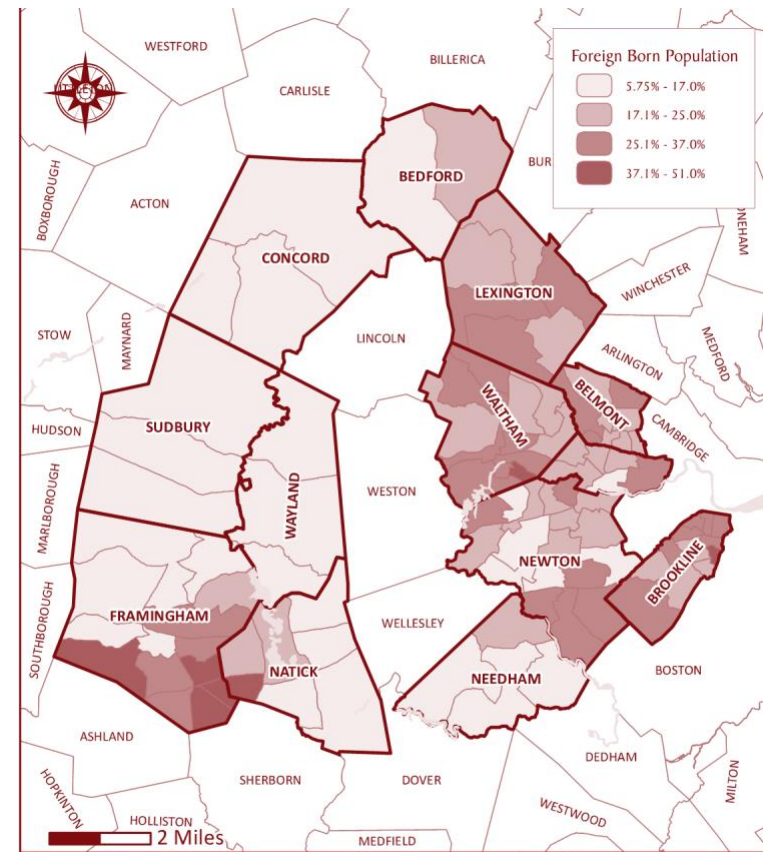 WESTFORD
BILLERICA
Foreign Born Population
5.75% - 17.0%
17.1% - 25.0%
25.1% - 37.0%
37.1% - 51.0%
CARLISLE
BEDFORD
BUR
BOXBOROUGH
ACTON
ONEHAM
CONCORD
LEXINGTON
WINCHESTER
STOW
MAYNARD
LINCOLN
ARLINGTON
MEDFORD
HUDSON
SUDBURY
WALTHAM
BELMONT
CAMBRIDGE
MARLBOROUGH
WAYLAND
WESTON
NEWTON
BROOKLINE
SOUTHBOROUGH
FRAMINGHAM
WELLESLEY
NATICK
NEEDHAM
BOSTON
ASHLAND
DEDHAM
HOPKINTON
SHERBORN
DOVER
MILTON
HOLLISTON
WESTWOOD
2 Miles
MEDFIELD